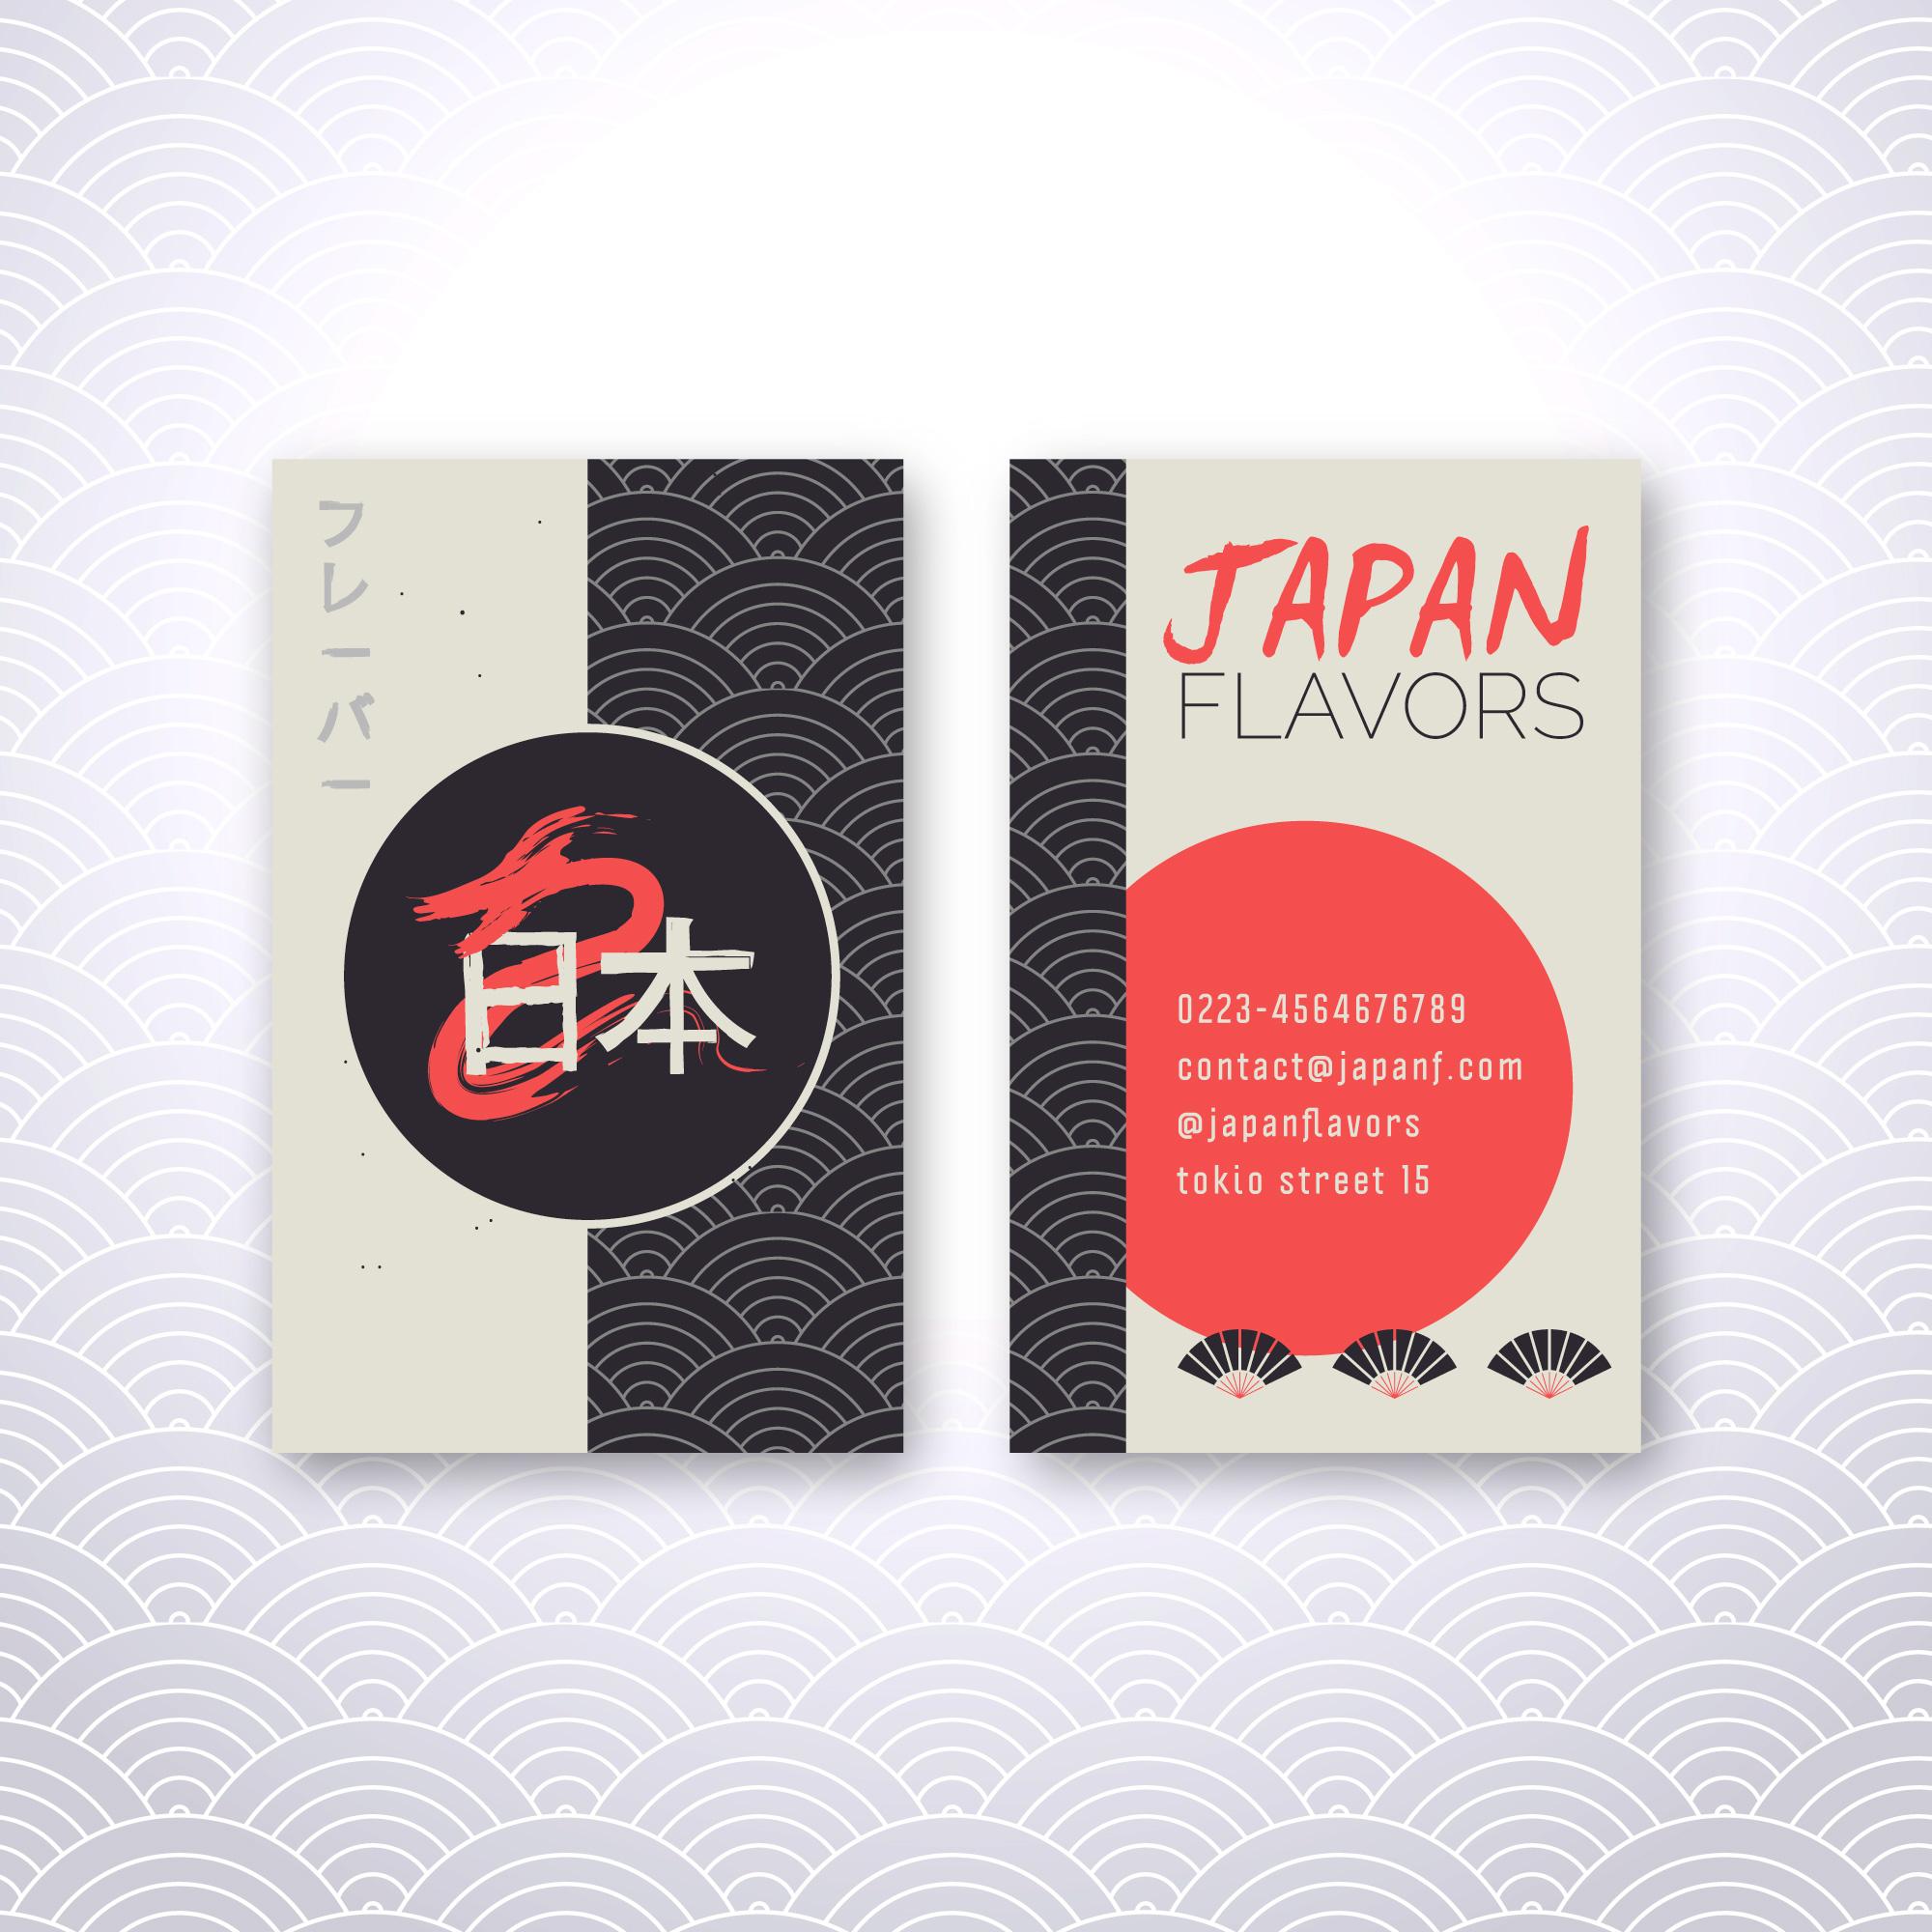 フレーバー
日本
JAPAN
FLAVORS
0223-4564676789
contact@japanf.com
@japanflavors
tokio street 15